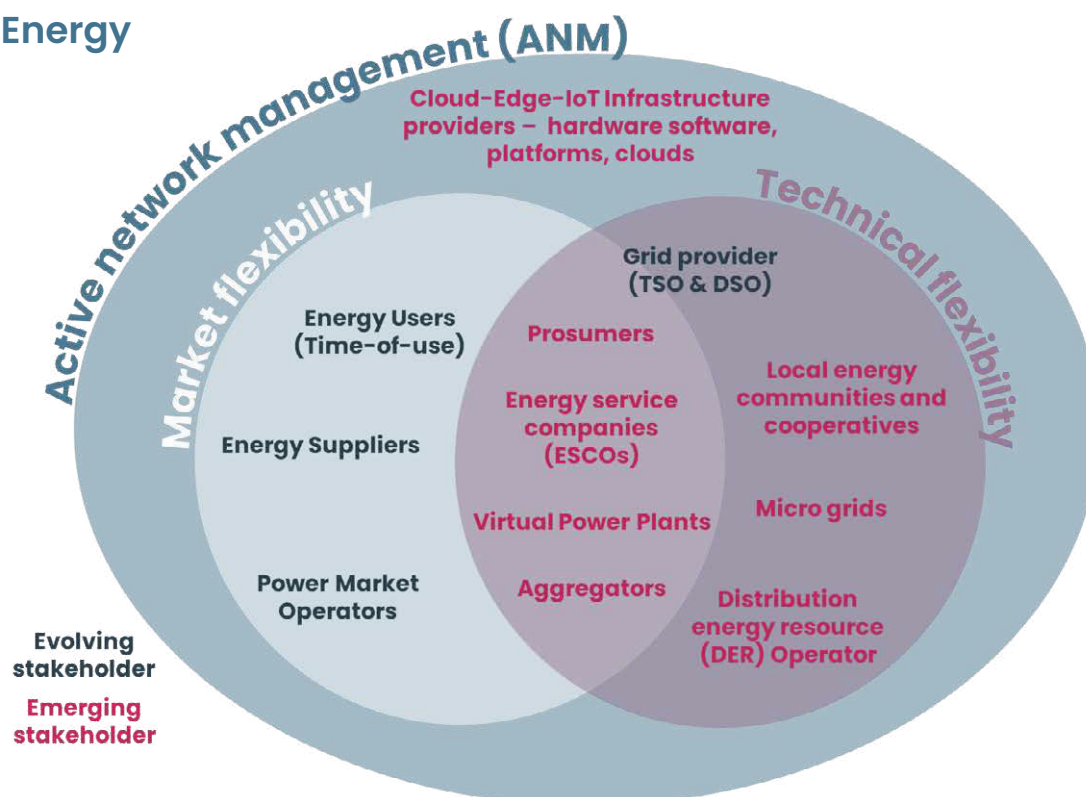 Energy
Active network management (ANM)
Cloud-Edge-IoT Infrastructure
providers – hardware software,
platforms, clouds
Market flexibility
Technical flexibility
Grid provider
(TSO & DSO)
Energy Users
(Time-of-use)
Prosumers
Local energy
communities and
cooperatives
Energy service
companies
(ESCOs)
Energy Suppliers
Micro grids
Virtual Power Plants
Power Market
Operators
Aggregators
Distribution
energy resource
(DER) Operator
Evolving
stakeholder
Emerging
stakeholder